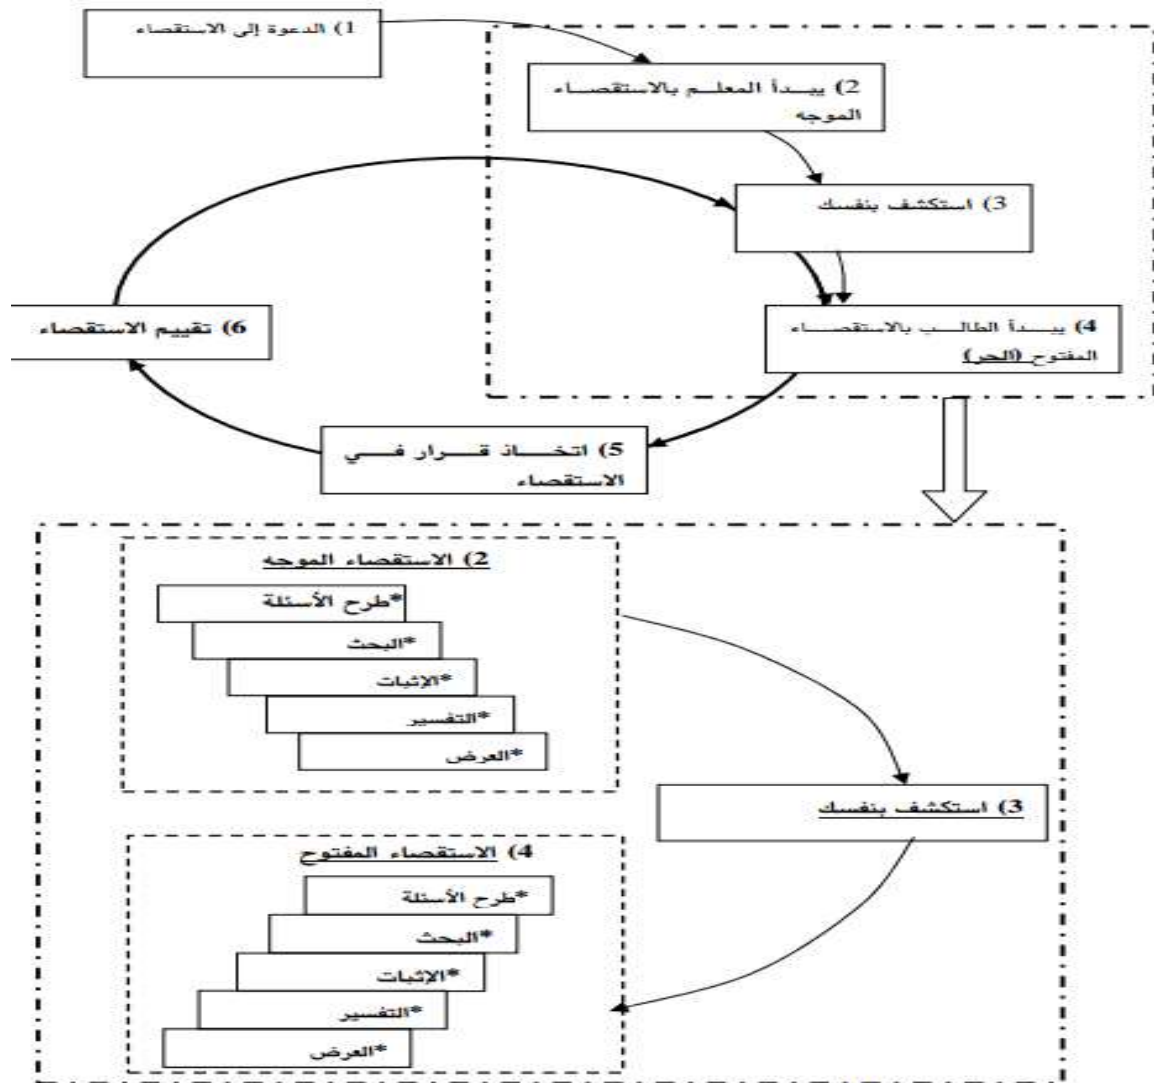 1) الدعوة إلى الاستقصاء
2) يبدأ المعلم بالاستقصاء
الموجه
3) استكشف بنفسك
4) يبدأ الطالب بالاستقصاء
المفتوح (الحر)
6) تقييم الاستقصاء
5) اتخاذ قرار في
الاستقصاء
2) الاستقصاء الموجه
*طرح الأسئلة
*البحث
*الإثبات
*التفسير
*العرض
3) استكشف بنفسك
4) الاستقصاء المفتوح
*طرح الأسئلة
*البحث
*الإثبات
*التفسير
*العرض